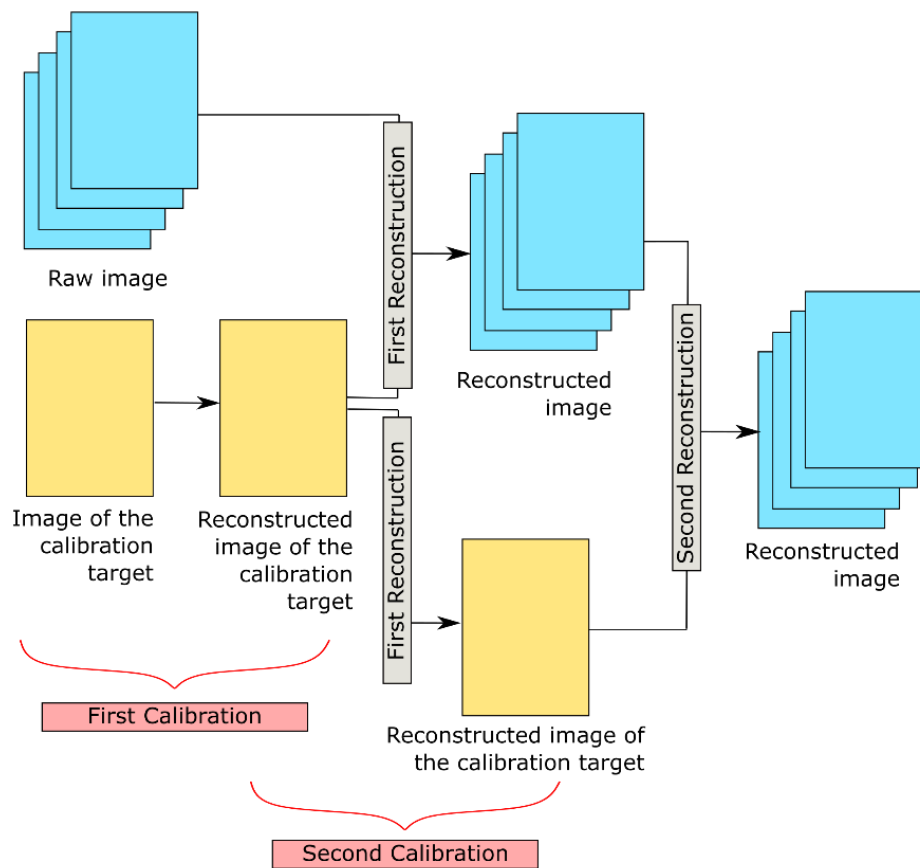 Raw image
First Reconstruction
Reconstructed
image
Second Reconstruction
Reconstructed
image
Image of the
calibration
target
Reconstructed
image of the
calibration
target
First Reconstruction
Reconstructed image of
the calibration target
First Calibration
Second Calibration